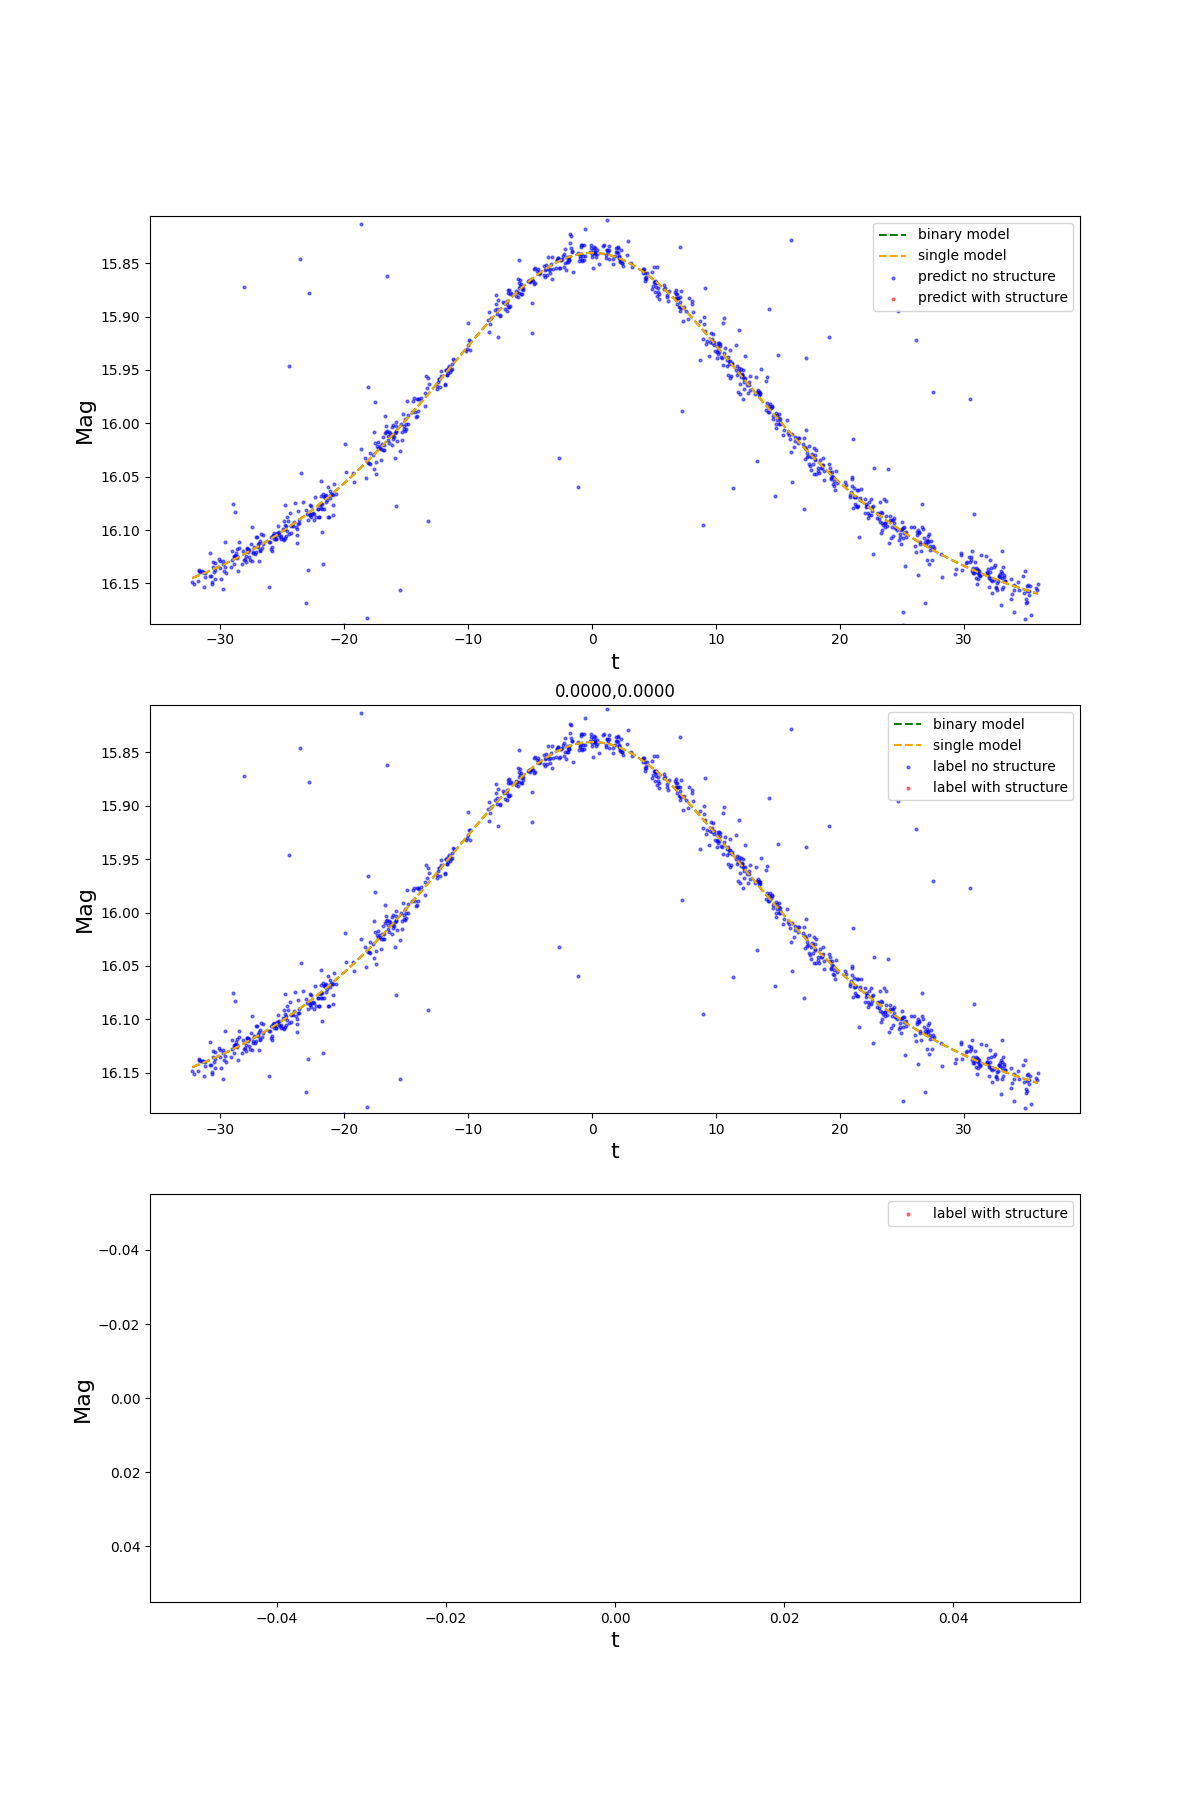 binary model
single model
predict no structure
predict with structure
15.85
15.90
15.95
16.00
16.05
16.10
16.15
Mag
−30 −20 −10 0 10 20 30
t
0.0000,0.0000
binary model
single model
label no structure
label with structure
15.85
15.90
15.95
16.00
16.05
16.10
16.15
Mag
−30 −20 −10 0 10 20 30
t
label with structure
−0.04
−0.02
0.00
0.02
0.04
Mag
−0.04 −0.02 0.00 0.02 0.04
t